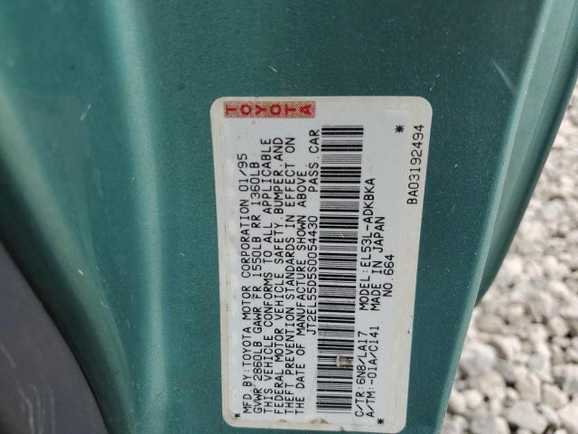 TOYOTA
MFD.BY:TOYOTA MOTOR CORPORATION 01/95
GVWR 2860LB GAWR FR 1550LB RR 1360LB
THIS VEHICLE CONFORMS TO ALL APPLICABLE
FEDERAL MOTOR VEHICLE SAFETY BUMPER,AND
THEFT PREVENTION STANDARDS IN EFFECT ON
THE DATE OF MANUFACTURE SHOWN ABOVE
JT2EL55D5S0054430 PASS.CAR
C/TR:6N8/LA17 MODEL:EL53L-ADKBKA
A/TM:-01A/C141 MADE IN JAPAN
NO.664
* BA03192494 *